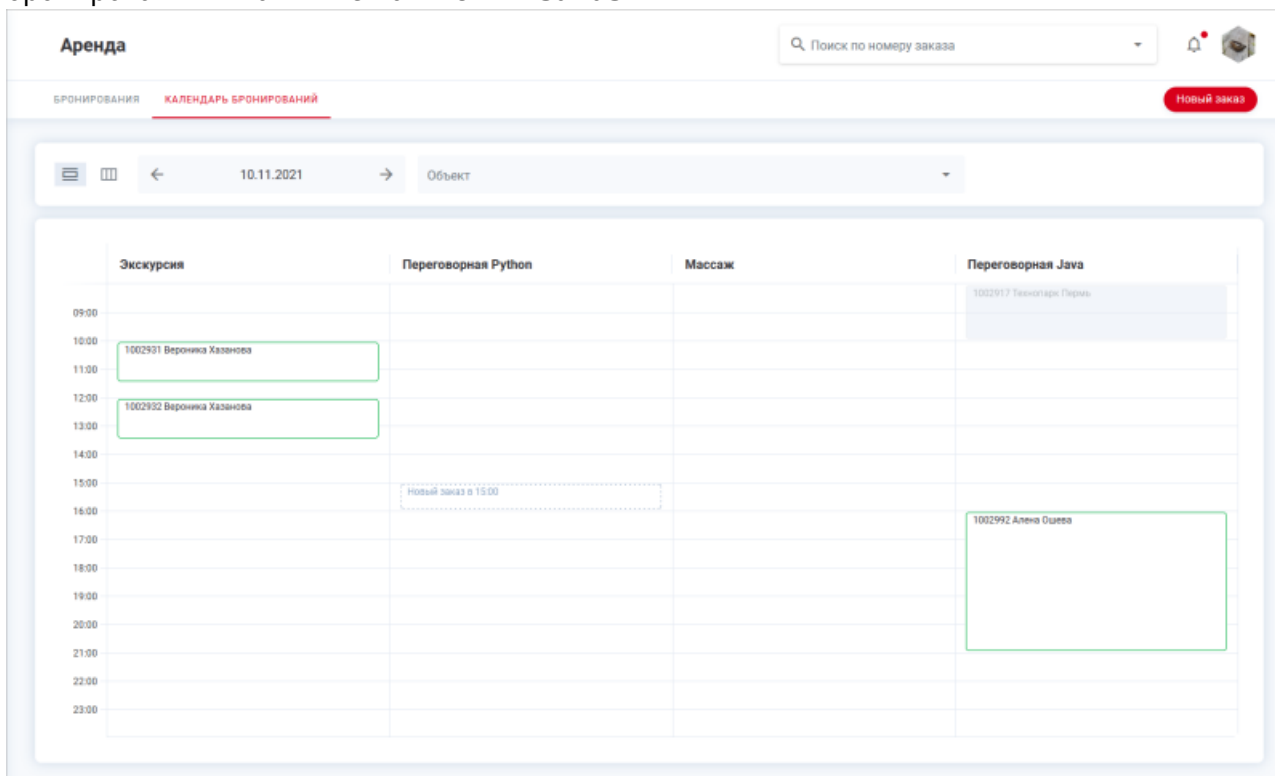 Аренда
Поиск по номеру заказа
БРОНИРОВАНИЯ КАЛЕНДАРЬ БРОНИРОВАНИЙ
Новый заказ
10.11.2021
Объект
Экскурсия Переговорная Python Массаж Переговорная Java
1002917 Технопарк Пермь
09:00
10:00
1002931 Вероника Хазанова
11:00
12:00
1002932 Вероника Хазанова
13:00
14:00
15:00
Новый заказ в 15:00
16:00
1002992 Алена Ошева
17:00
18:00
19:00
20:00
21:00
22:00
23:00